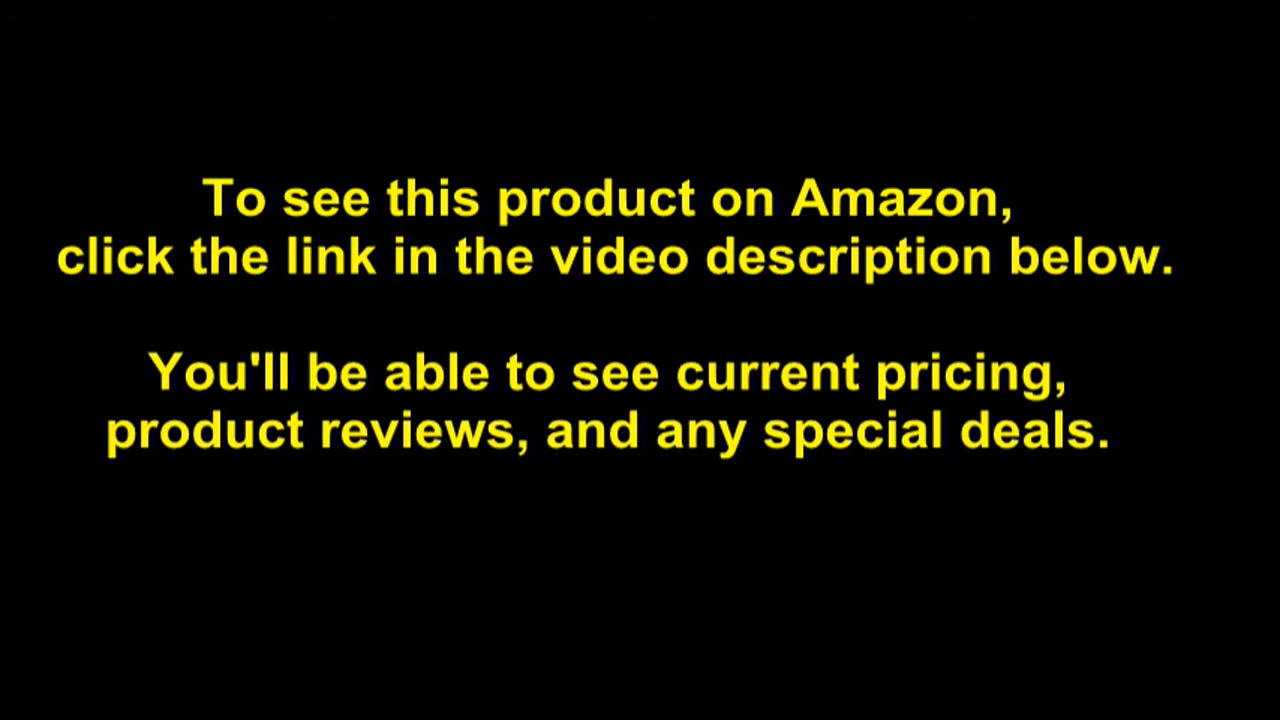 To see this product on Amazon,
click the link in the video description below.
You'll be able to see current pricing,
product reviews, and any special deals.